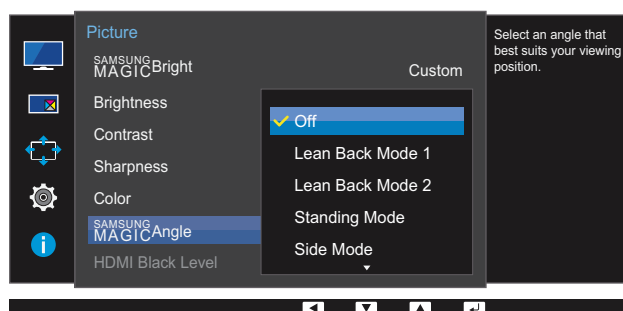 Picture
SAMSUNG
MAGICBright
Custom
Brightness
Contrast
Sharpness
Color
SAMSUNG
MAGICAngle
HDMI Black Level
Off
Lean Back Mode 1
Lean Back Mode 2
Standing Mode
Side Mode
Select an angle that
best suits your viewing
position.